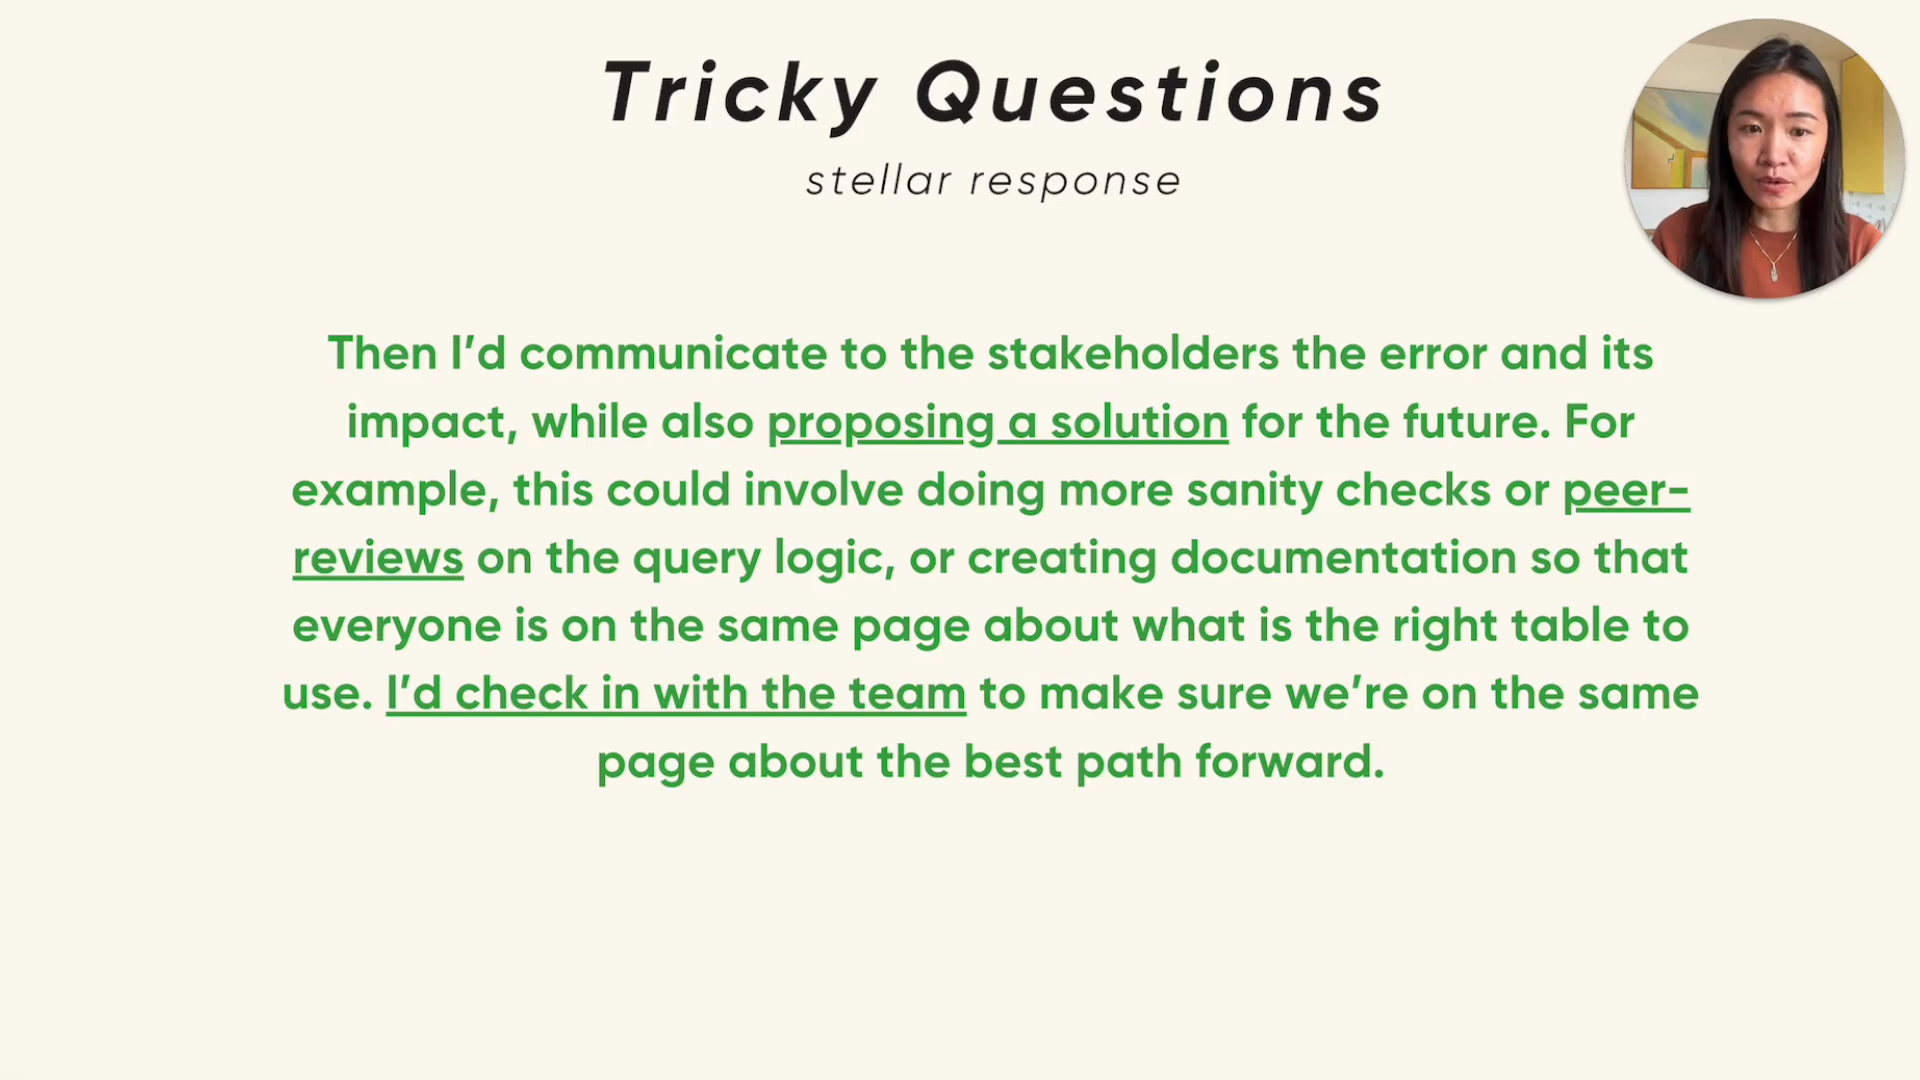 Tricky Questions
stellar response
Then I’d communicate to the stakeholders the error and its
impact, while also proposing a solution for the future. For
example, this could involve doing more sanity checks or peer-
reviews on the query logic, or creating documentation so that
everyone is on the same page about what is the right table to
use. I’d check in with the team to make sure we’re on the same
page about the best path forward.